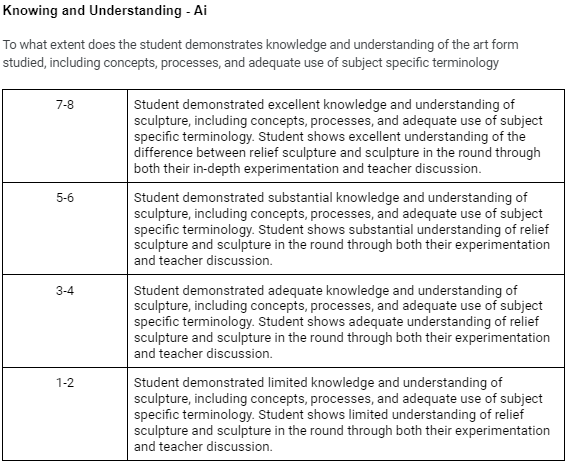 Knowing and Understanding - Ai
To what extent does the student demonstrates knowledge and understanding of the art form
studied, including concepts, processes, and adequate use of subject specific terminology
7-8
Student demonstrated excellent knowledge and understanding of
sculpture, including concepts, processes, and adequate use of subject
specific terminology. Student shows excellent understanding of the
difference between relief sculpture and sculpture in the round through
both their in-depth experimentation and teacher discussion.
5-6
Student demonstrated substantial knowledge and understanding of
sculpture, including concepts, processes, and adequate use of subject
specific terminology. Student shows substantial understanding of relief
sculpture and sculpture in the round through both their experimentation
and teacher discussion.
3-4
Student demonstrated adequate knowledge and understanding of
sculpture, including concepts, processes, and adequate use of subject
specific terminology. Student shows adequate understanding of relief
sculpture and sculpture in the round through both their experimentation
and teacher discussion.
1-2
Student demonstrated limited knowledge and understanding of
sculpture, including concepts, processes, and adequate use of subject
specific terminology. Student shows limited understanding of relief
sculpture and sculpture in the round through both their experimentation
and teacher discussion.